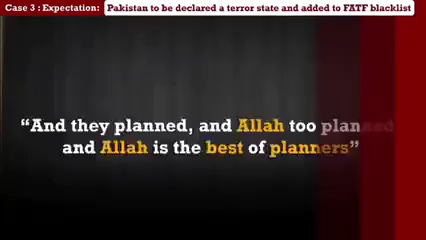 Case 3 : Expectation: Pakistan to be declared a terror state and added to FATF blacklist
“And they planned, and Allah too planned
and Allah is the best of planners”